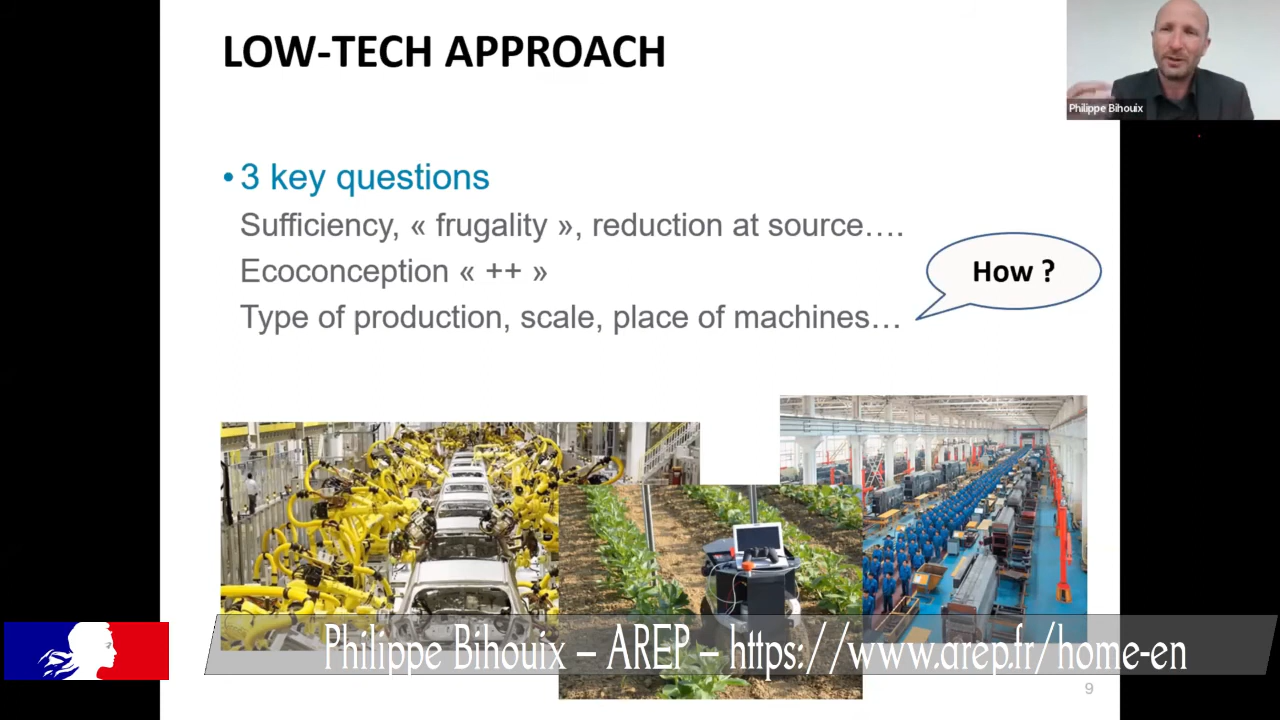 LOW-TECH APPROACH
Philippe Bihouix
• 3 key questions
Sufficiency, « frugality », reduction at source….
Ecoconception « ++ »
How ?
Type of production, scale, place of machines…
Philippe Bihouix – AREP – https://www.arep.fr/home-en
9